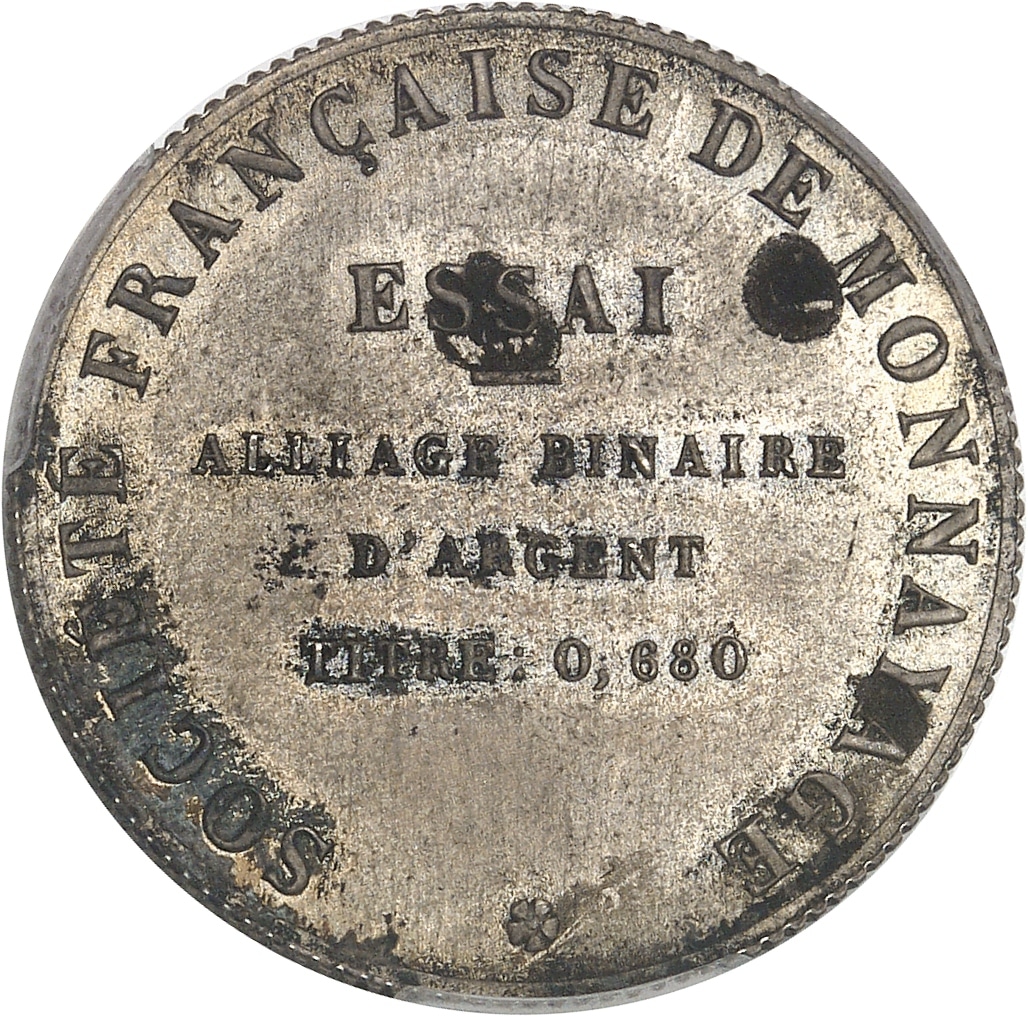 SOCIÉTÉ FRANÇAISE DE MONNAYAGE
ESSAI
ALLIAGE BINAIRE
D'ARGENT
TITRE: 0,680